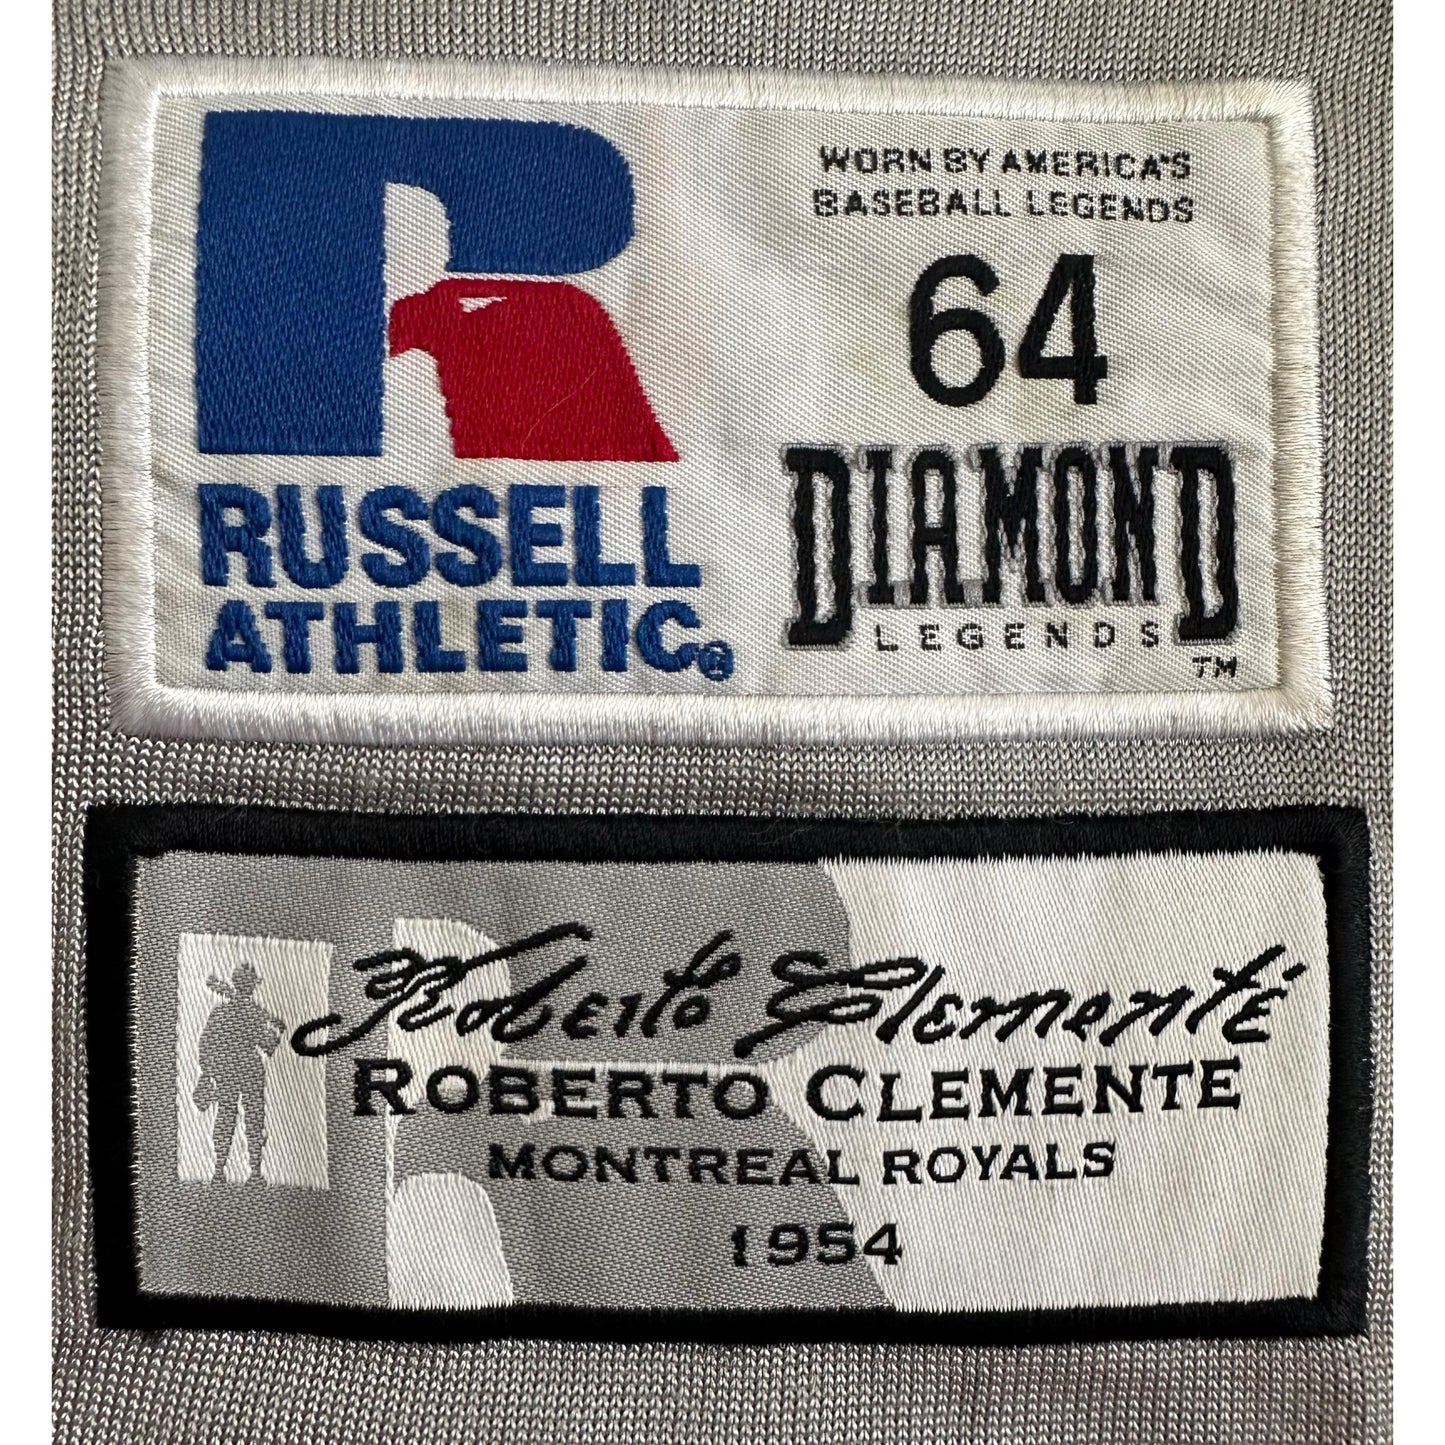 RUSSELL
ATHLETIC®
WORN BY AMERICA'S
BASEBALL LEGENDS
64
DIAMOND
LEGENDS
TM
Roberto Clemente
ROBERTO CLEMENTE
MONTREAL ROYALS
1954